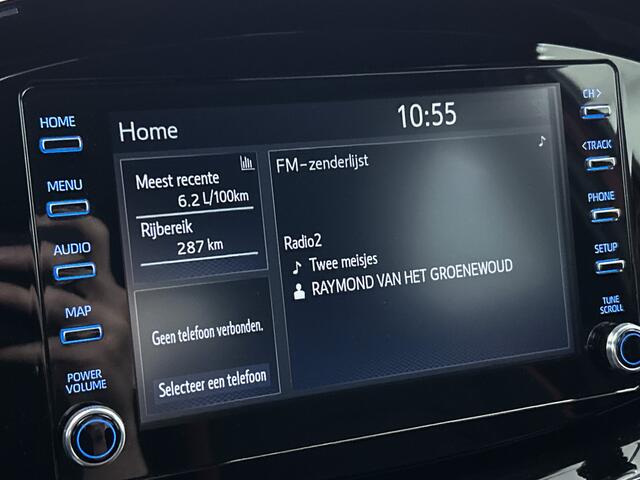 HOME
MENU
AUDIO
MAP
POWER
VOLUME
Home
10:55
Meest recente
6.2 L/100km
Rijbereik
287 km
Geen telefoon verbonden.
Selecteer een telefoon
FM-zenderlijst
Radio2
Twee meisjes
RAYMOND VAN HET GROENEWOUD
CH >
< TRACK
PHONE
SETUP
TUNE
SCROLL